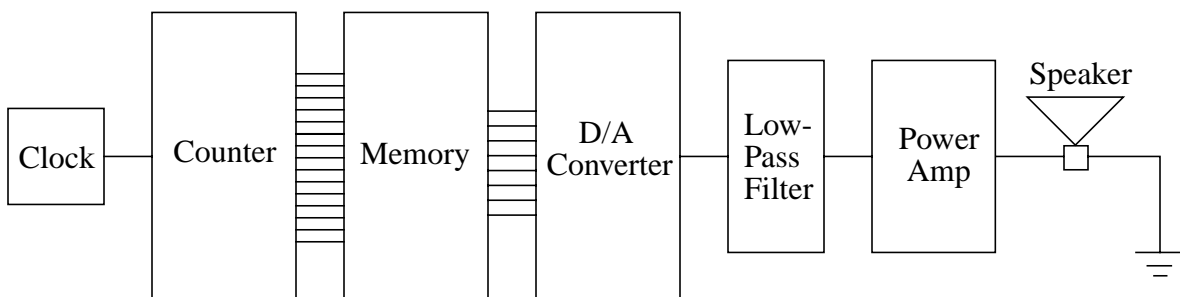 Clock
Counter
Memory
D/A
Converter
Low-
Pass
Filter
Power
Amp
Speaker